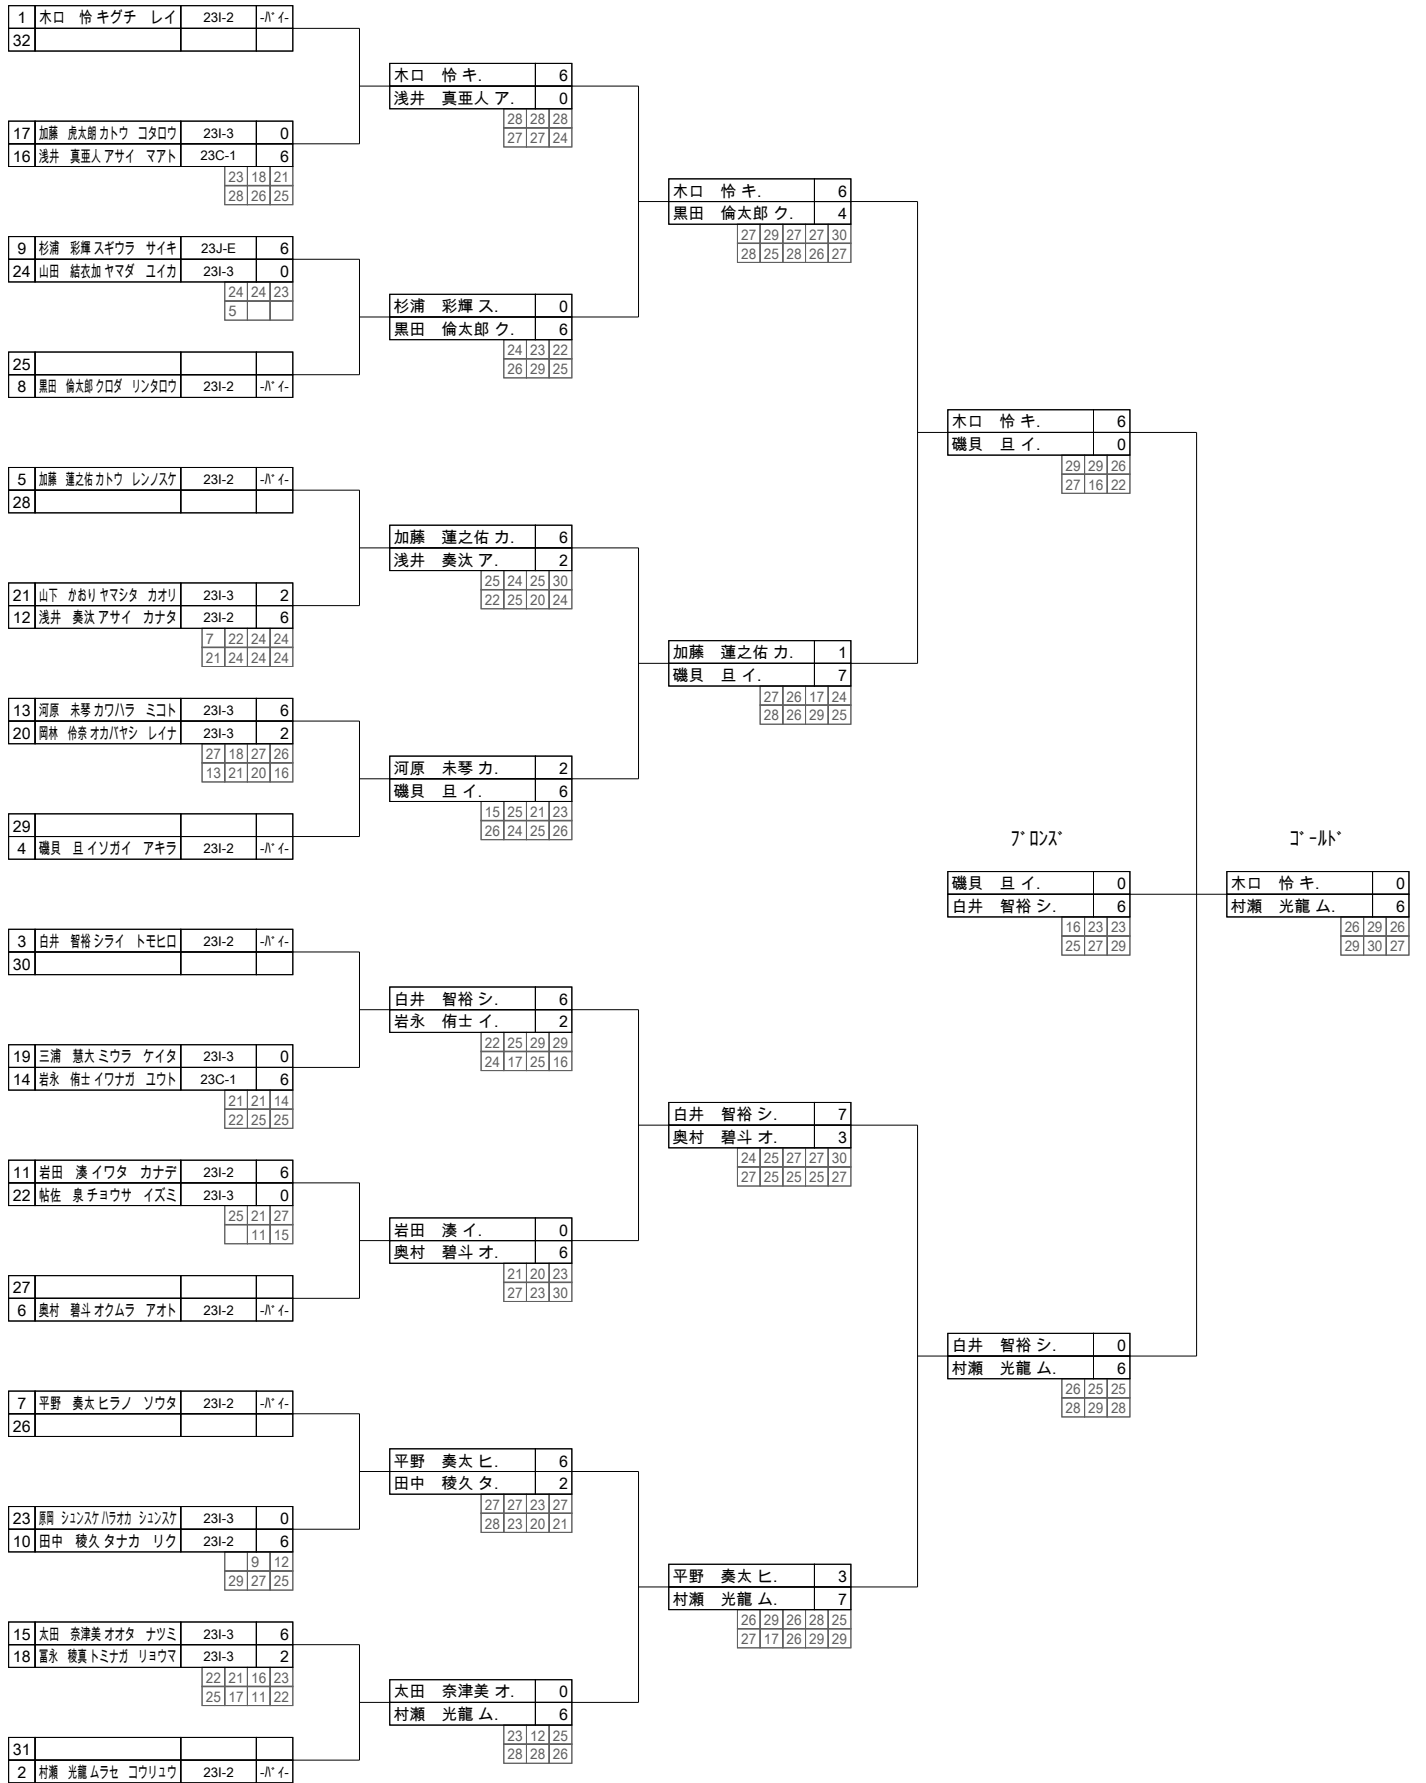 1 木口 怜 キグチ レイ 23I-2 -ﾊﾞｲ-
32
木口 怜 キ. 6
浅井 真亜人 ア. 0
28 28 28
27 27 24
17 加藤 虎太朗 カトウ コタロウ 23I-3 0
16 浅井 真亜人 アサイ マアト 23C-1 6
23 18 21
28 26 25
木口 怜 キ. 6
黒田 倫太郎 ク. 4
27 29 27 27 30
28 25 28 26 27
9 杉浦 彩輝 スギウラ サイキ 23J-E 6
24 山田 結衣加 ヤマダ ユイカ 23I-3 0
24 24 23
5
杉浦 彩輝 ス. 0
黒田 倫太郎 ク. 6
24 23 22
26 29 25
25
8 黒田 倫太郎 クロダ リンタロウ 23I-2 -ﾊﾞｲ-
木口 怜 キ. 6
磯貝 旦 イ. 0
29 29 26
27 16 22
5 加藤 蓮之佑 カトウ レンノスケ 23I-2 -ﾊﾞｲ-
28
加藤 蓮之佑 カ. 6
浅井 奏汰 ア. 2
25 24 25 30
22 25 20 24
21 山下 かおり ヤマシタ カオリ 23I-3 2
12 浅井 奏汰 アサイ カナタ 23I-2 6
7 22 24 24
21 24 24 24
加藤 蓮之佑 カ. 1
磯貝 旦 イ. 7
27 26 17 24
28 26 29 25
13 河原 未琴 カワハラ ミコト 23I-3 6
20 岡林 伶奈 オカバヤシ レイナ 23I-3 2
27 18 27 26
13 21 20 16
河原 未琴 カ. 2
磯貝 旦 イ. 6
15 25 21 23
26 24 25 26
29
4 磯貝 旦 イソガイ アキラ 23I-2 -ﾊﾞｲ-
ﾌﾞﾛﾝｽﾞ ｺﾞｰﾙﾄﾞ
磯貝 旦 イ. 0
白井 智裕 シ. 6
16 23 23
25 27 29
木口 怜 キ. 0
村瀬 光龍 ム. 6
26 29 26
29 30 27
3 白井 智裕 シライ トモヒロ 23I-2 -ﾊﾞｲ-
30
白井 智裕 シ. 6
岩永 侑士 イ. 2
22 25 29 29
24 17 25 16
19 三浦 慧大 ミウラ ケイタ 23I-3 0
14 岩永 侑士 イワナガ ユウト 23C-1 6
21 21 14
22 25 25
白井 智裕 シ. 7
奥村 碧斗 オ. 3
24 25 27 27 30
27 25 25 25 27
11 岩田 湊 イワタ カナデ 23I-2 6
22 帖佐 泉 チョウサ イズミ 23I-3 0
25 21 27
11 15
岩田 湊 イ. 0
奥村 碧斗 オ. 6
21 20 23
27 23 30
27
6 奥村 碧斗 オクムラ アオト 23I-2 -ﾊﾞｲ-
白井 智裕 シ. 0
村瀬 光龍 ム. 6
26 25 25
28 29 28
7 平野 奏太 ヒラノ ソウタ 23I-2 -ﾊﾞｲ-
26
平野 奏太 ヒ. 6
田中 稜久 タ. 2
27 27 23 27
28 23 20 21
23 原岡 シュンスケ ハラオカ シュンスケ 23I-3 0
10 田中 稜久 タナカ リク 23I-2 6
9 12
29 27 25
平野 奏太 ヒ. 3
村瀬 光龍 ム. 7
26 29 26 28 25
27 17 26 29 29
15 太田 奈津美 オオタ ナツミ 23I-3 6
18 冨永 稜真 トミナガ リョウマ 23I-3 2
22 21 16 23
25 17 11 22
太田 奈津美 オ. 0
村瀬 光龍 ム. 6
23 12 25
28 28 26
31
2 村瀬 光龍 ムラセ コウリュウ 23I-2 -ﾊﾞｲ-